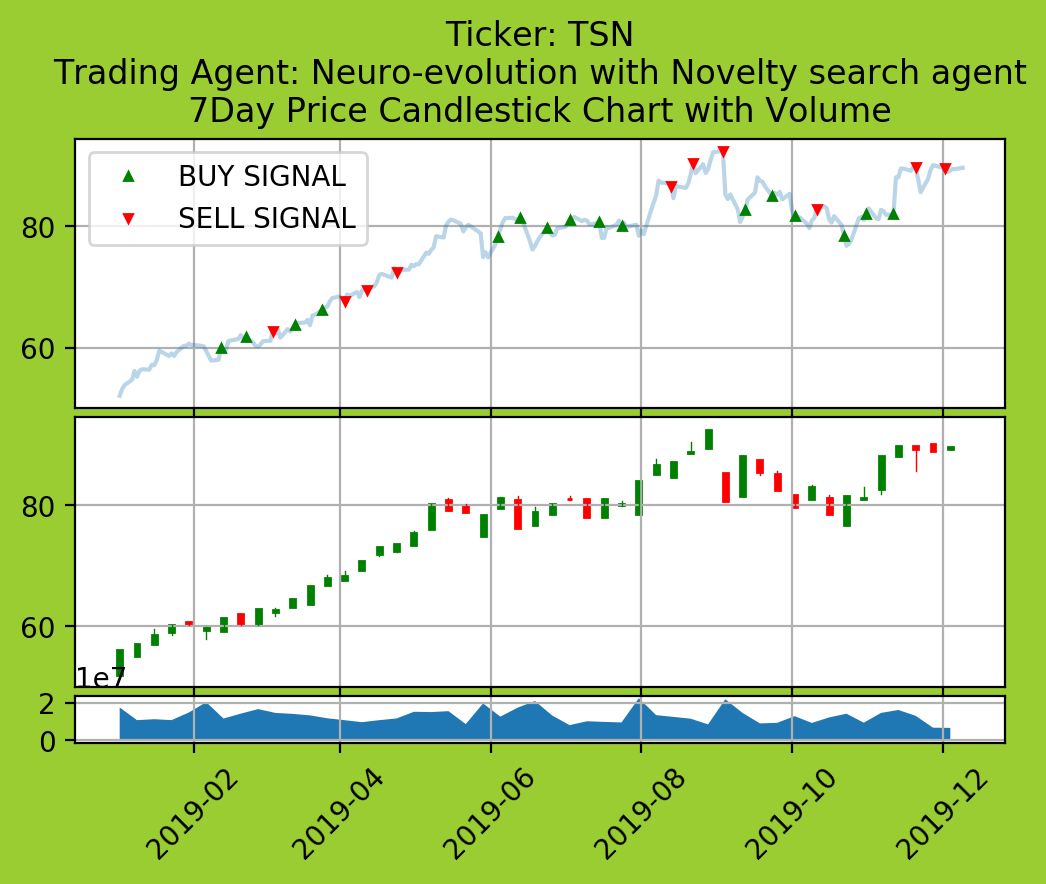 Ticker: TSN
Trading Agent: Neuro-evolution with Novelty search agent
7Day Price Candlestick Chart with Volume
BUY SIGNAL
SELL SIGNAL
80
60
80
60
1e7
2
0
2019-02
2019-04
2019-06
2019-08
2019-10
2019-12